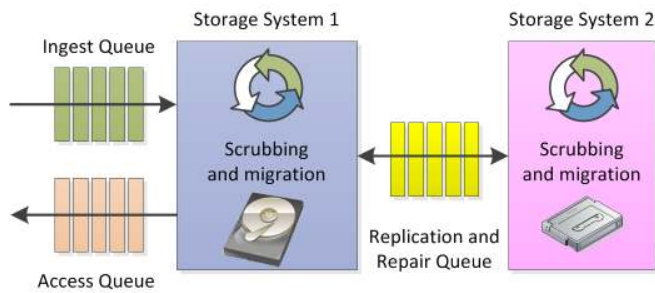 Storage System 1
Storage System 2
Ingest Queue
Scrubbing
and migration
Scrubbing
and migration
Access Queue
Replication and
Repair Queue